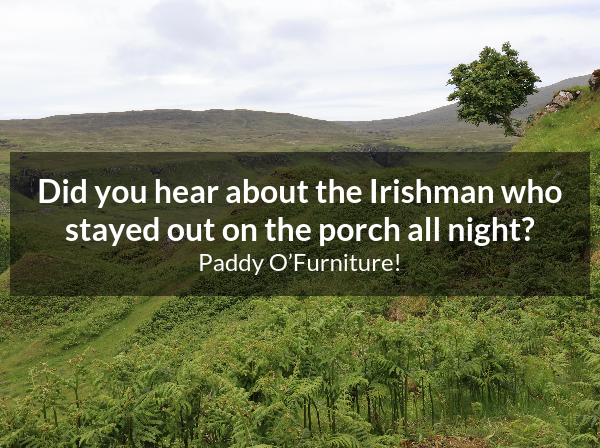 Did you hear about the Irishman who
stayed out on the porch all night?
Paddy O’Furniture!